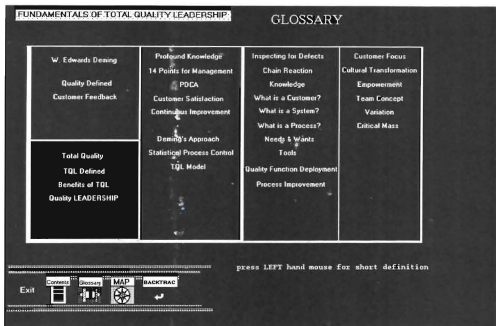 FUNDAMENTALS OF TOTAL QUALITY LEADERSHIP:
GLOSSARY
W. Edwards Deming
Quality Defined
Customer Feedback
Total Quality
TQL Defined
Benefits of TQL
Quality LEADERSHIP
Profound Knowledge
14 Points for Management
PDCA
Customer Satisfaction
Continuous Improvement
Deming's Approach
Statistical Process Control
TQL Model
Inspecting for Defects
Chain Reaction
Knowledge
What is a Customer?
What is a System?
What is a Process?
Needs & Wants
Tools
Quality Function Deployment
Process Improvement
Customer Focus
Cultural Transformation
Empowerment
Team Concept
Variation
Critical Mass
press LEFT hand mouse for short definition
Exit
Contents
Glossary
MAP
BACKTRAC